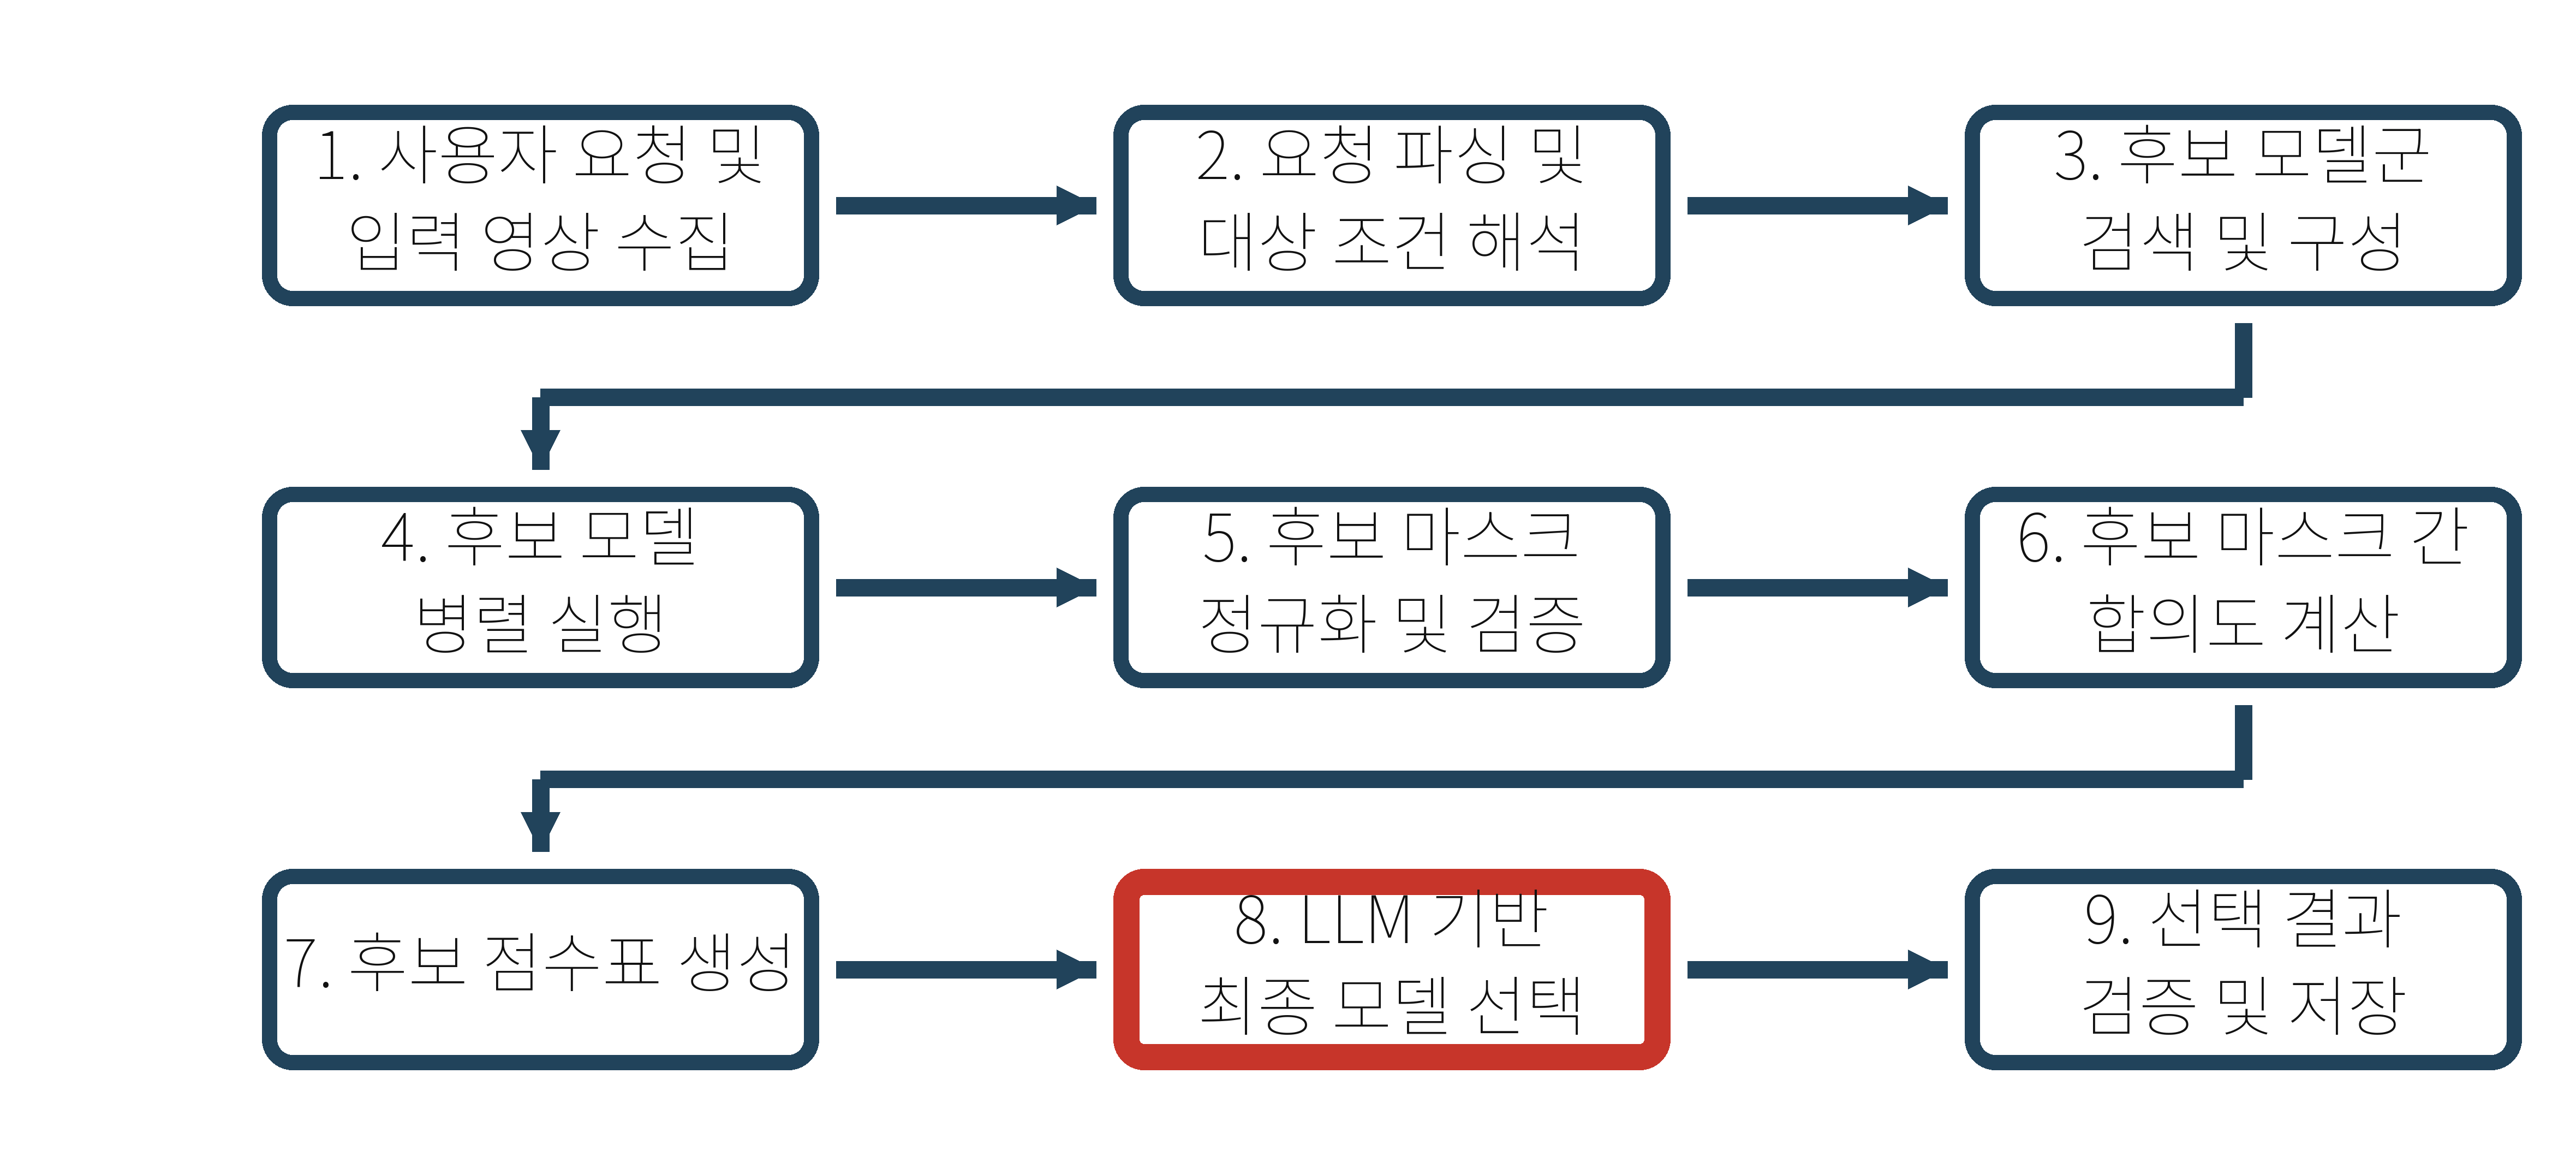 1. 사용자 요청 및
입력 영상 수집
2. 요청 파싱 및
대상 조건 해석
3. 후보 모델군
검색 및 구성
4. 후보 모델
병렬 실행
5. 후보 마스크
정규화 및 검증
6. 후보 마스크 간
합의도 계산
7. 후보 점수표 생성
8. LLM 기반
최종 모델 선택
9. 선택 결과
검증 및 저장